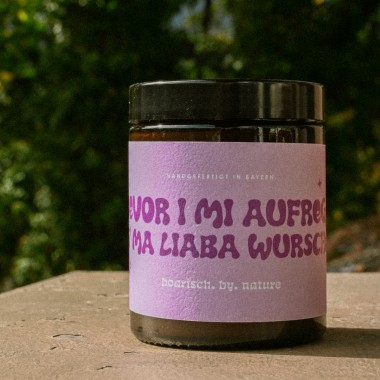 HANDGEFERTIGT IN BAYERN
EVOR I MI AUFREG
MA LIABA WURSCH
boarisch. by. nature